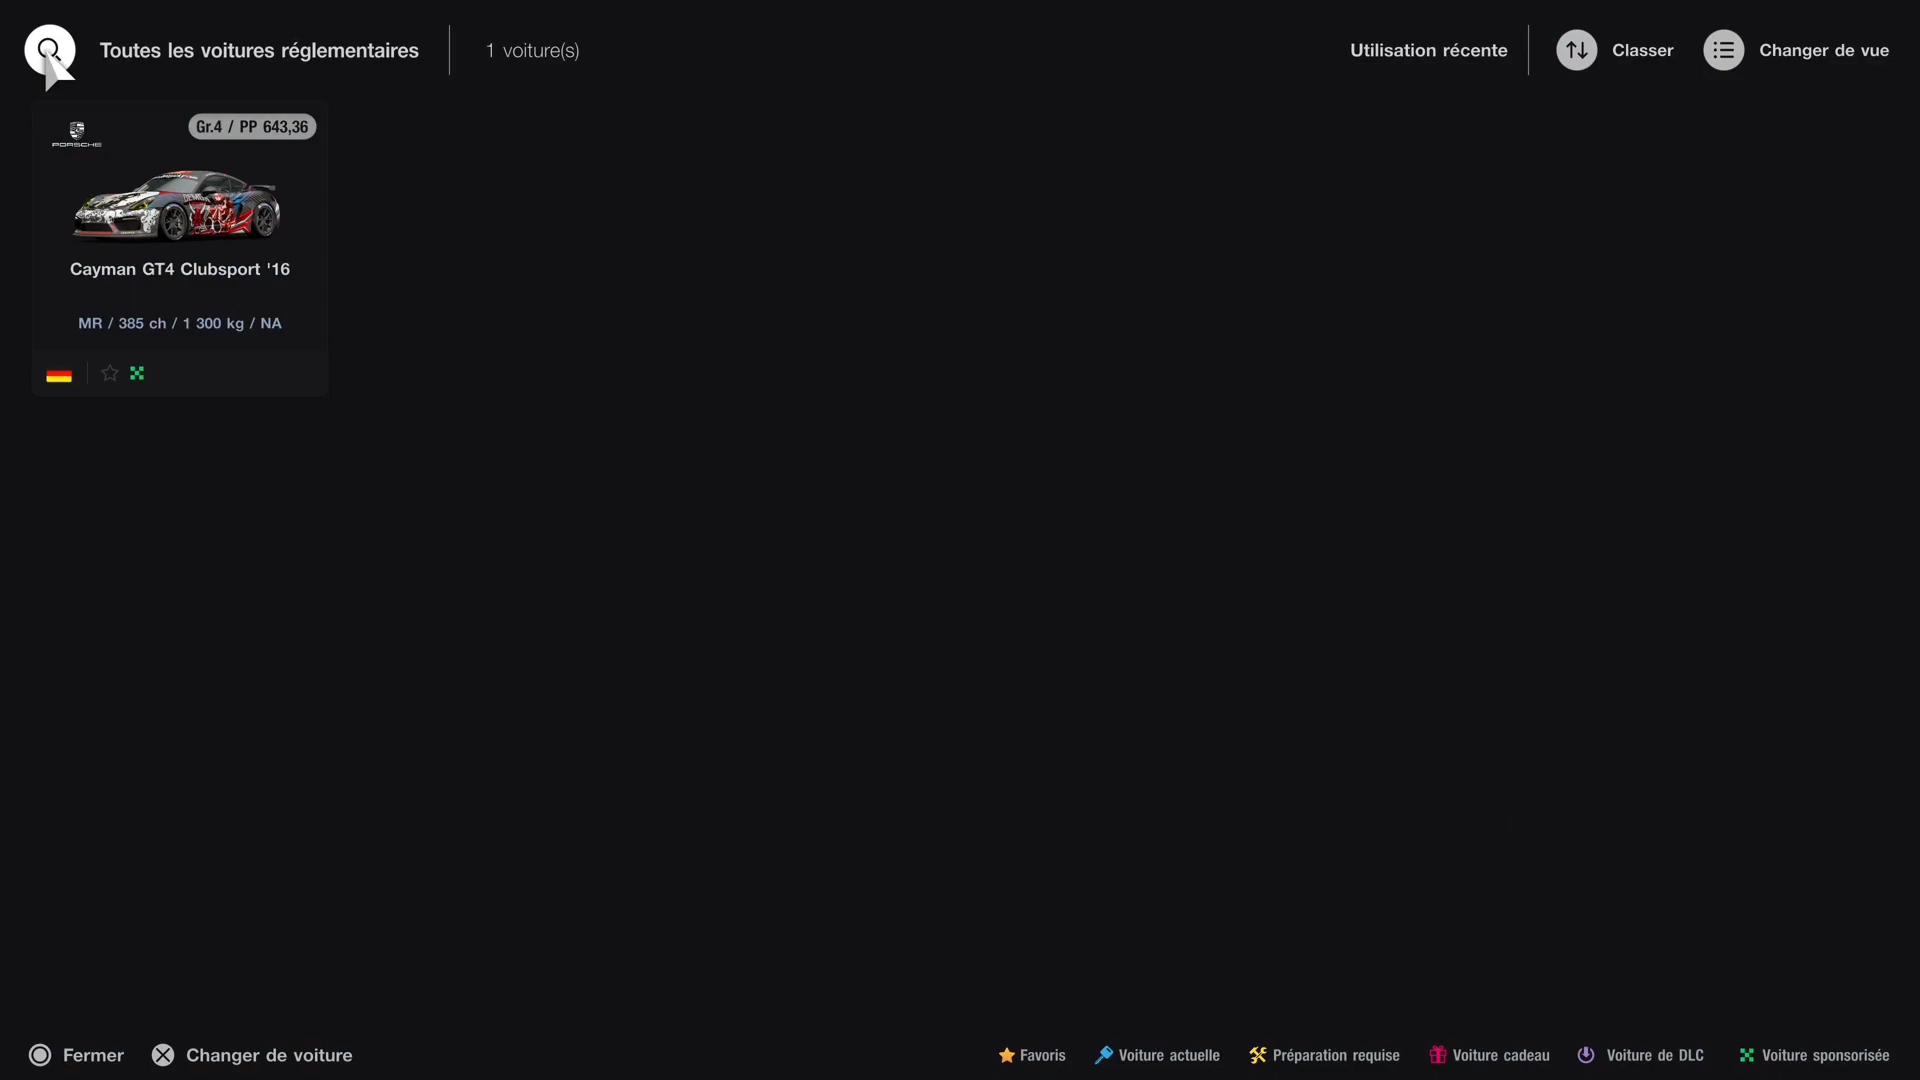 Toutes les voitures réglementaires
1 voiture(s)
Utilisation récente
Classer
Changer de vue
PORSCHE
Gr.4 / PP 643,36
Cayman GT4 Clubsport '16
MR / 385 ch / 1 300 kg / NA
Fermer
Changer de voiture
Favoris
Voiture actuelle
Préparation requise
Voiture cadeau
Voiture de DLC
Voiture sponsorisée